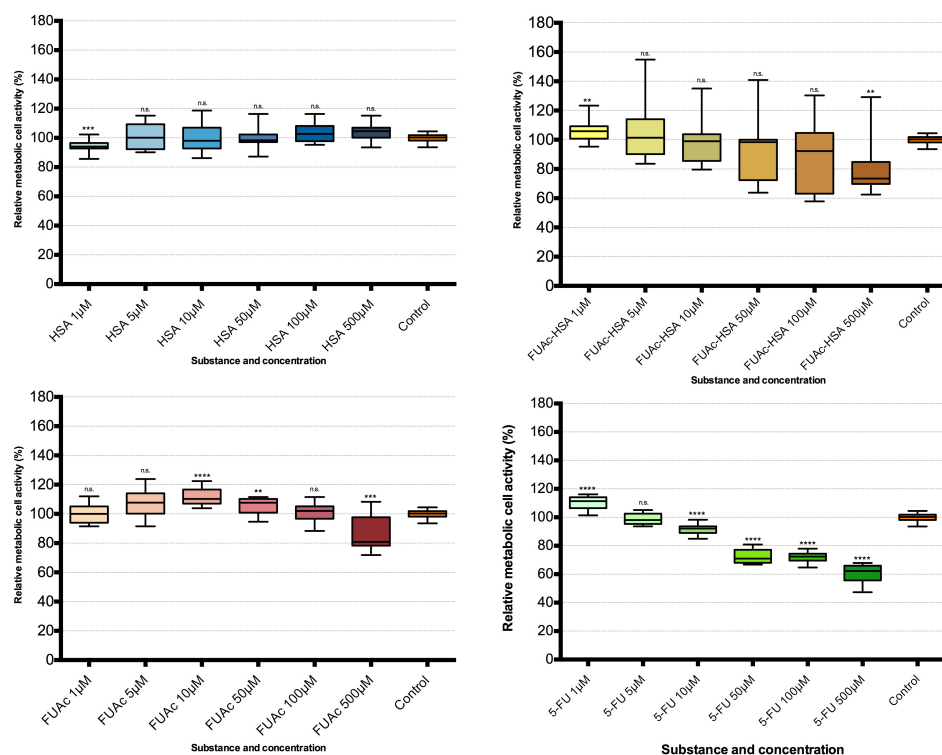 180
160
140
120
100
80
60
40
20
0
Relative metabolic cell activity (%)
***
n.s.
n.s.
n.s.
n.s.
n.s.
HSA 1µM
HSA 5µM
HSA 10µM
HSA 50µM
HSA 100µM
HSA 500µM
Control
Substance and concentration
180
160
140
120
100
80
60
40
20
0
Relative metabolic cell activity (%)
**
n.s.
n.s.
n.s.
n.s.
**
FUAc-HSA 1µM
FUAc-HSA 5µM
FUAc-HSA 10µM
FUAc-HSA 50µM
FUAc-HSA 100µM
FUAc-HSA 500µM
Control
Substance and concentration
180
160
140
120
100
80
60
40
20
0
Relative metabolic cell activity (%)
n.s.
n.s.
****
**
n.s.
***
FUAc 1µM
FUAc 5µM
FUAc 10µM
FUAc 50µM
FUAc 100µM
FUAc 500µM
Control
Substance and concentration
180
160
140
120
100
80
60
40
20
0
Relative metabolic cell activity (%)
****
n.s.
****
****
****
****
5-FU 1µM
5-FU 5µM
5-FU 10µM
5-FU 50µM
5-FU 100µM
5-FU 500µM
Control
Substance and concentration